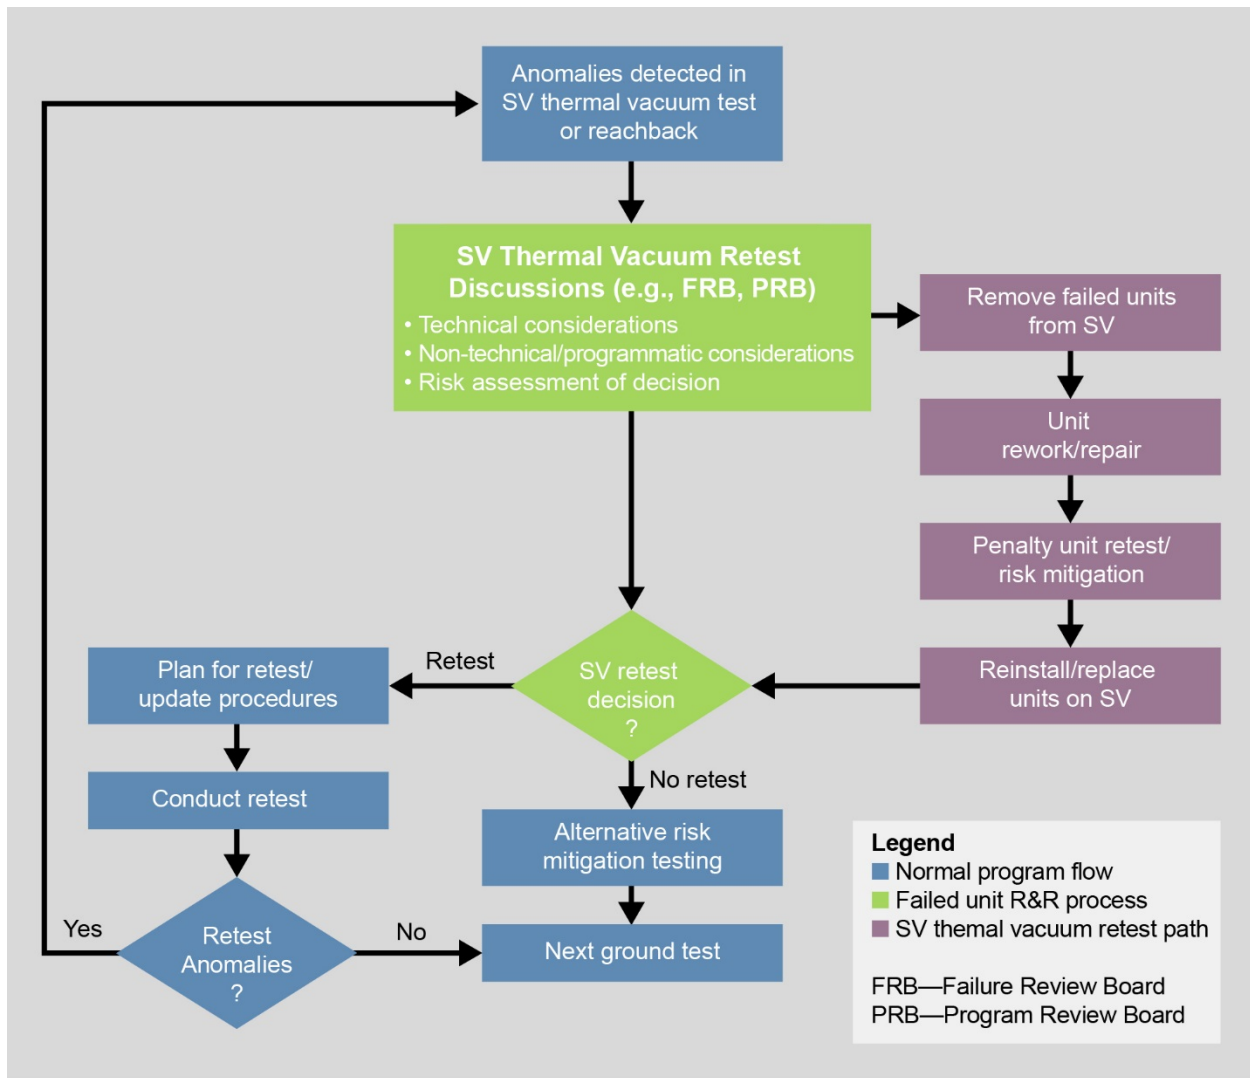 Anomalies detected in
SV thermal vacuum test
or reachback
SV Thermal Vacuum Retest
Discussions (e.g., FRB, PRB)
• Technical considerations
• Non-technical/programmatic considerations
• Risk assessment of decision
Remove failed units
from SV
Unit
rework/repair
Penalty unit retest/
risk mitigation
Reinstall/replace
units on SV
SV retest
decision
?
Retest
Plan for retest/
update procedures
Conduct retest
Retest
Anomalies
?
Yes
No
No retest
Alternative risk
mitigation testing
Next ground test
Legend
Normal program flow
Failed unit R&R process
SV themal vacuum retest path
FRB—Failure Review Board
PRB—Program Review Board